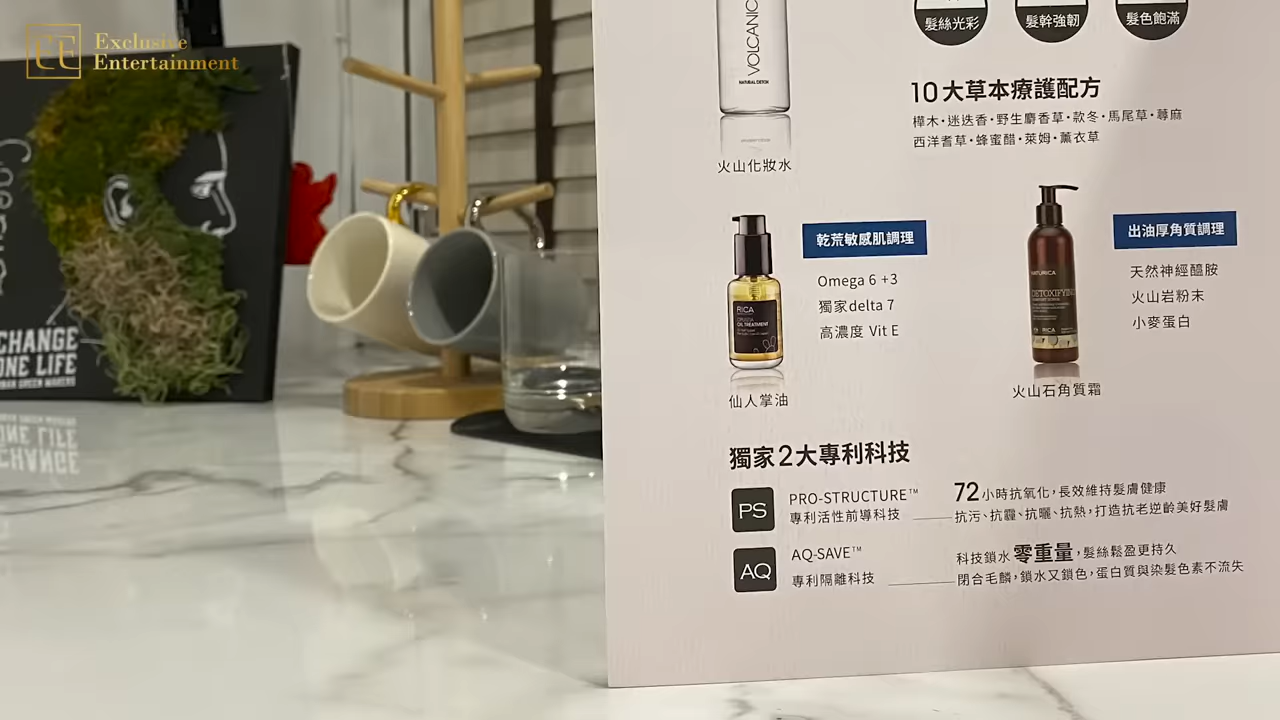 Exclusive
Entertainment
CHANGE
ONE LIFE
VOLCANIC
NATURAL DETOX
火山化妝水
髮絲光彩
髮幹強韌
髮色飽滿
10大草本療護配方
樺木・迷迭香・野生麝香草・款冬・馬尾草・蕁麻
西洋蓍草・蜂蜜醋・萊姆・薰衣草
RICA
OPUNTIA
OIL TREATMENT
仙人掌油
乾荒敏感肌調理
Omega 6 +3
獨家delta 7
高濃度 Vit E
NATURICA
DETOXIFYING
RICA
火山石角質霜
出油厚角質調理
天然神經醯胺
火山岩粉末
小麥蛋白
獨家2大專利科技
PS
PRO-STRUCTURE™
專利活性前導科技
72小時抗氧化，長效維持髮膚健康
抗污、抗霾、抗曬、抗熱，打造抗老逆齡美好髮膚
AQ
AQ-SAVE™
專利隔離科技
科技鎖水 零重量，髮絲鬆盈更持久
閉合毛鱗，鎖水又鎖色，蛋白質與染髮色素不流失